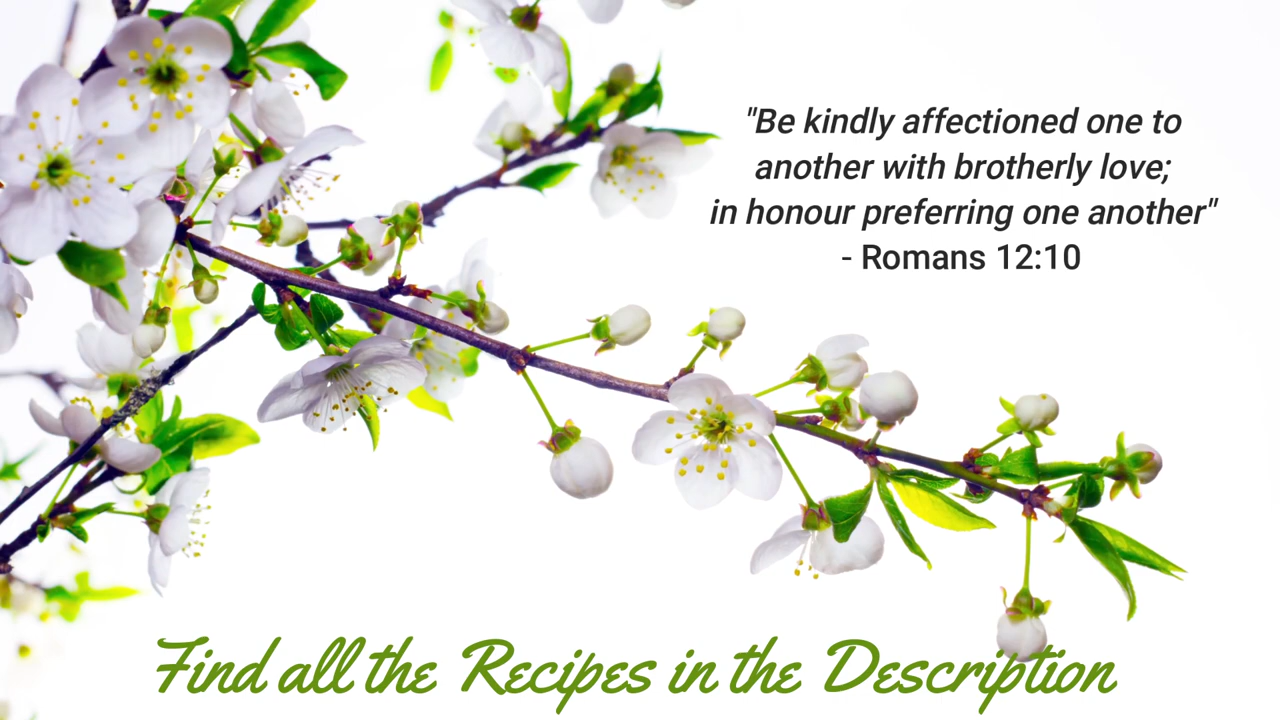 "Be kindly affectioned one to
another with brotherly love;
in honour preferring one another"
- Romans 12:10
Find all the Recipes in the Description